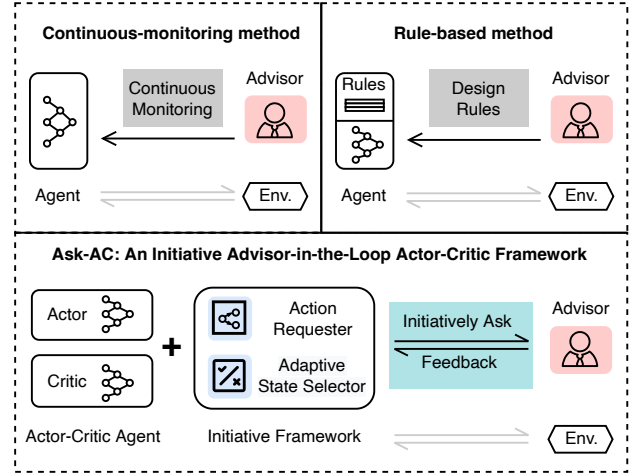 Continuous-monitoring method
Continuous
Monitoring
Advisor
Agent
Env.
Rule-based method
Rules
Design
Rules
Advisor
Agent
Env.
Ask-AC: An Initiative Advisor-in-the-Loop Actor-Critic Framework
Actor
Critic
+
Action
Requester
Adaptive
State Selector
Initiatively Ask
Feedback
Advisor
Actor-Critic Agent
Initiative Framework
Env.